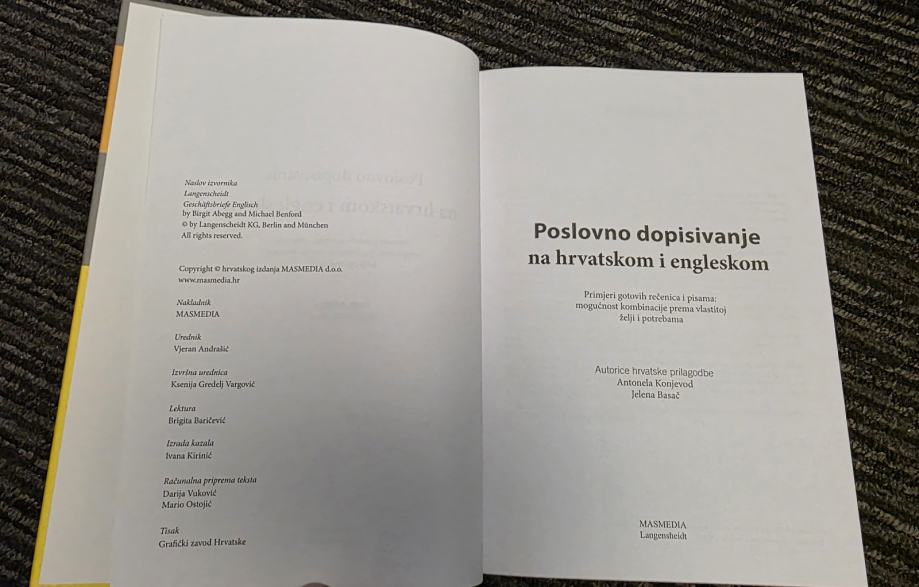 Naslov izvornika
Langenscheidt
Geschäftsbriefe Englisch
by Birgit Abegg and Michael Benford
© by Langenscheidt KG, Berlin and München
All rights reserved.
Copyright © hrvatskog izdanja MASMEDIA d.o.o.
www.masmedia.hr
Nakladnik
MASMEDIA
Urednik
Vjeran Andrašić
Izvršna urednica
Ksenija Gredelj Vargović
Lektura
Brigita Baričević
Izrada kazala
Ivana Kirinić
Računalna priprema teksta
Darija Vuković
Mario Ostojić
Tisak
Grafički zavod Hrvatske
Poslovno dopisivanje
na hrvatskom i engleskom
Primjeri gotovih rečenica i pisama:
mogućnost kombinacije prema vlastitoj
želji i potrebama
Autorice hrvatske prilagodbe
Antonela Konjevod
Jelena Basač
MASMEDIA
Langensheidt